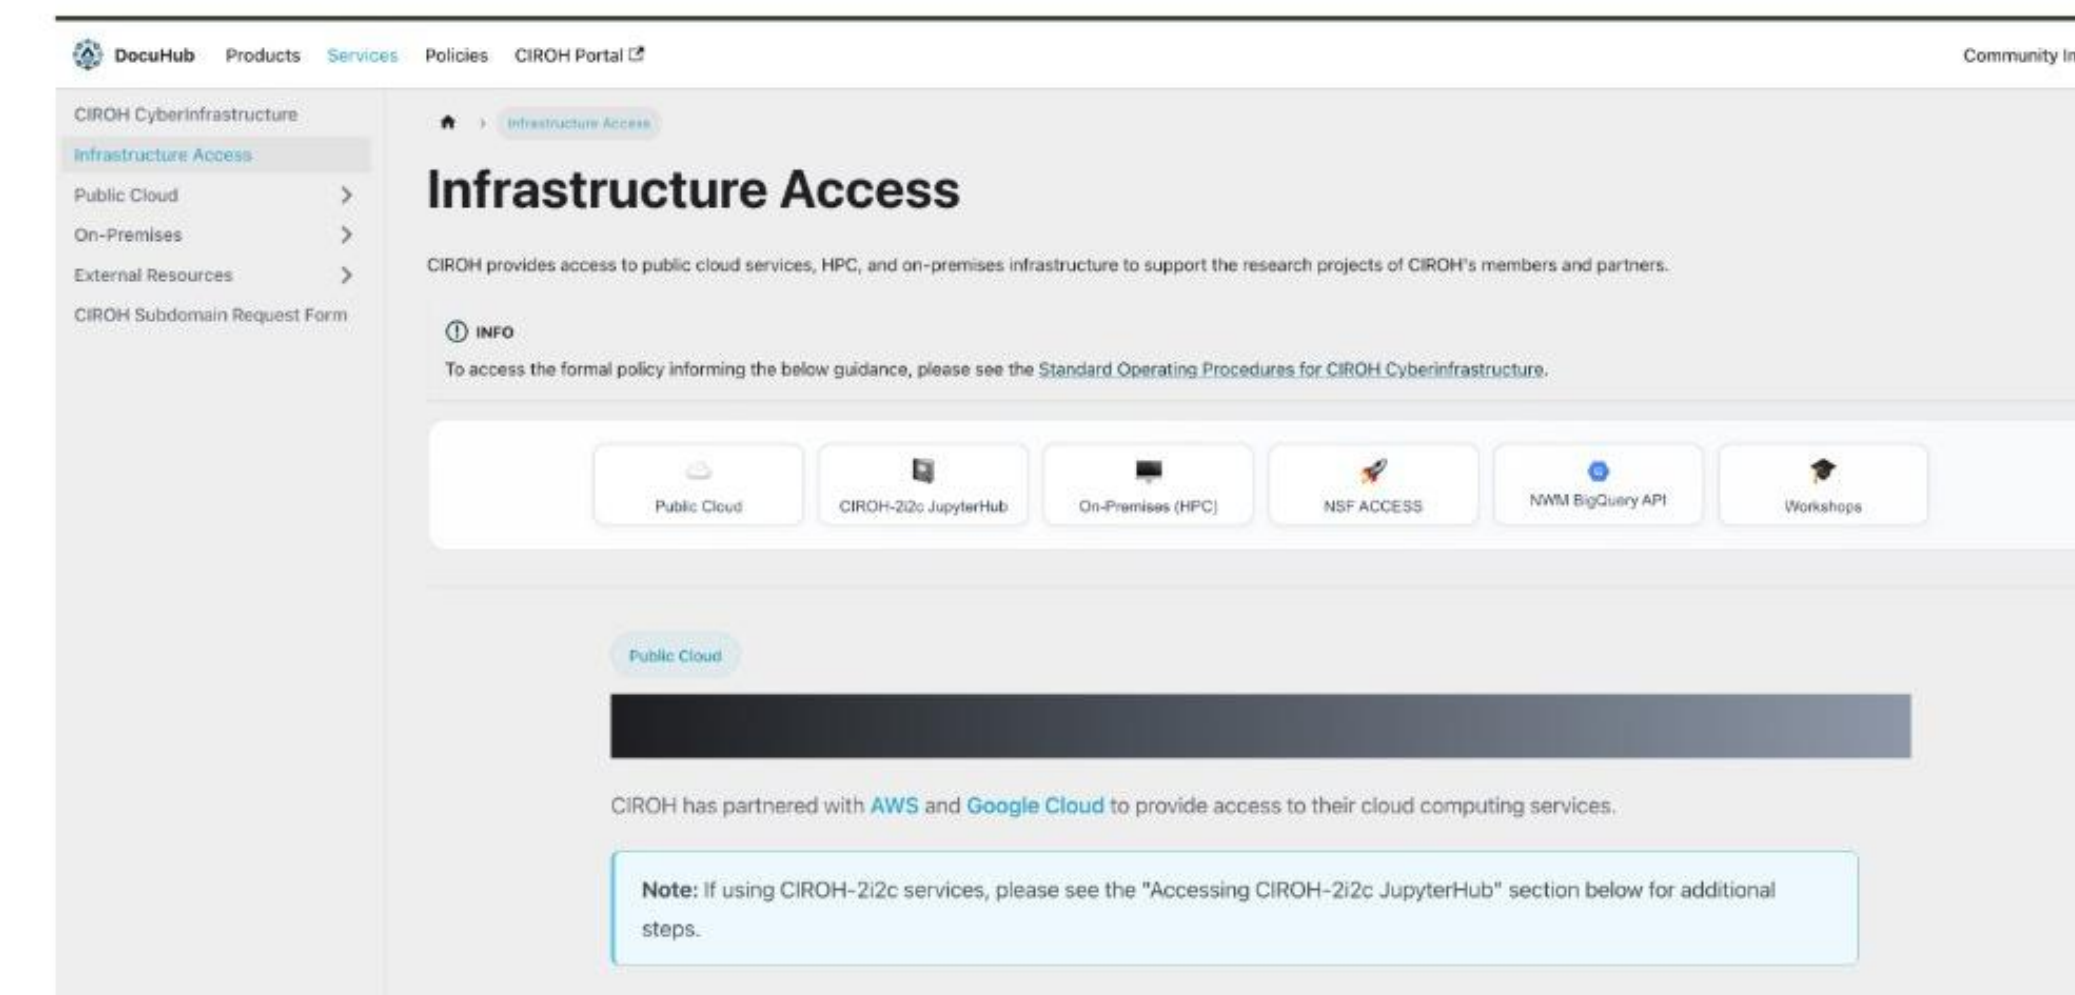 DocuHub Products Services Policies CIROH Portal
Community
CIROH CyberInfrastructure
Infrastructure Access
Public Cloud
On-Premises
External Resources
CIROH Subdomain Request Form
Infrastructure Access
Infrastructure Access
CIROH provides access to public cloud services, HPC, and on-premises infrastructure to support the research projects of CIROH's members and partners.
INFO
To access the formal policy informing the below guidance, please see the Standard Operating Procedures for CIROH Cyberinfrastructure.
Public Cloud
CIROH-2i2c JupyterHub
On-Premises (HPC)
NSF ACCESS
NWM BigQuery API
Workshops
Public Cloud
CIROH has partnered with AWS and Google Cloud to provide access to their cloud computing services.
Note: If using CIROH-2i2c services, please see the "Accessing CIROH-2i2c JupyterHub" section below for additional
steps.